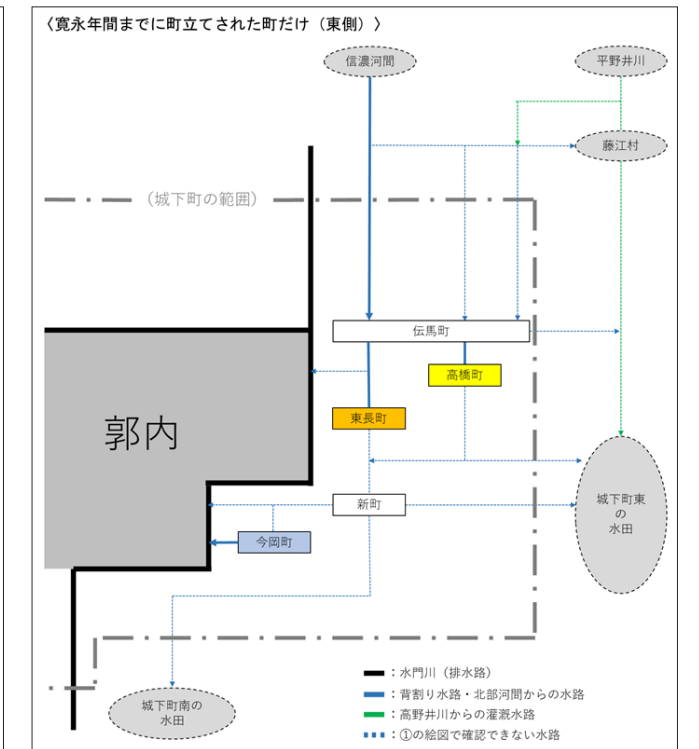 〈寛永年間までに町立てされた町だけ（東側）〉
信濃河間
平野井川
藤江村
（城下町の範囲）
伝馬町
高橋町
東長町
郭内
新町
今岡町
城下町東
の
水田
城下町南の
水田
：水門川（排水路）
：背割り水路・北部河間からの水路
：高野井川からの灌漑水路
：①の絵図で確認できない水路